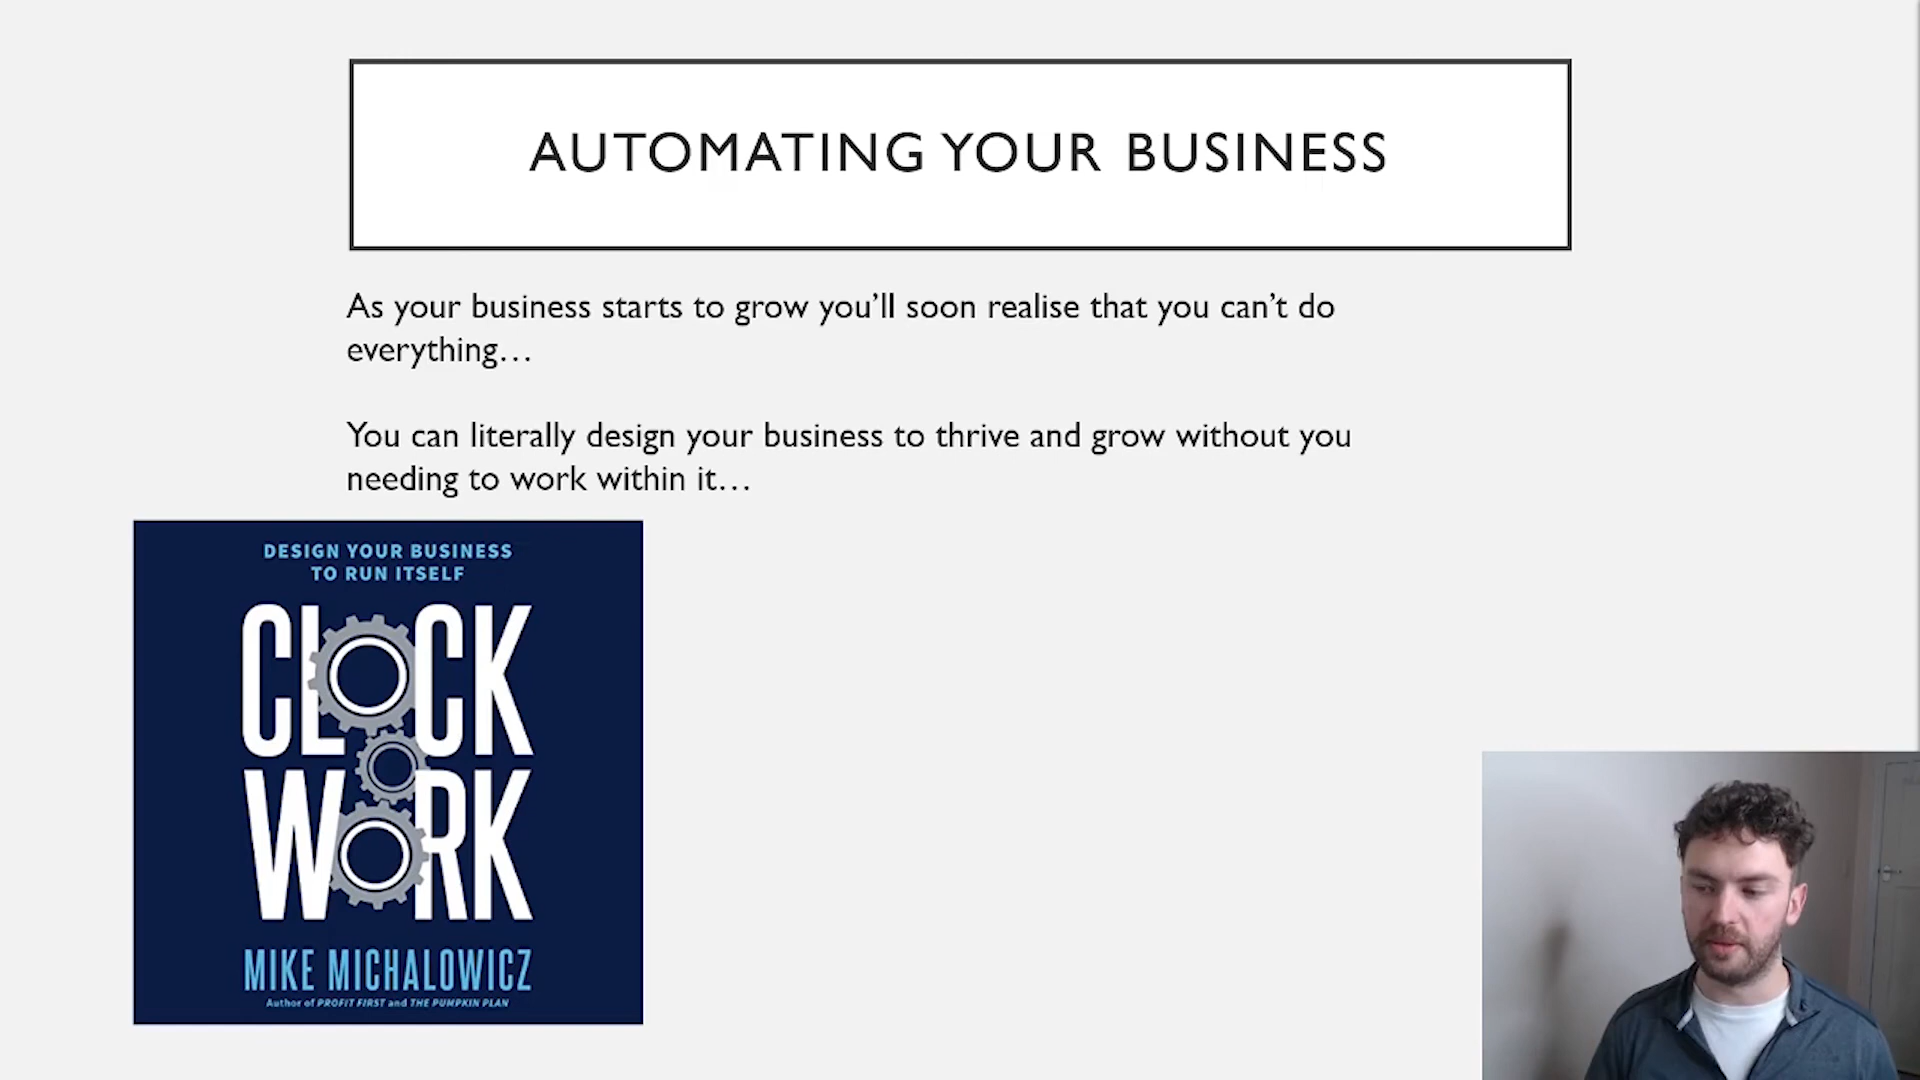 AUTOMATING YOUR BUSINESS
As your business starts to grow you’ll soon realise that you can’t do
everything…
You can literally design your business to thrive and grow without you
needing to work within it…
DESIGN YOUR BUSINESS
TO RUN ITSELF
CLOCK
WORK
MIKE MICHALOWICZ
Author of PROFIT FIRST and THE PUMPKIN PLAN